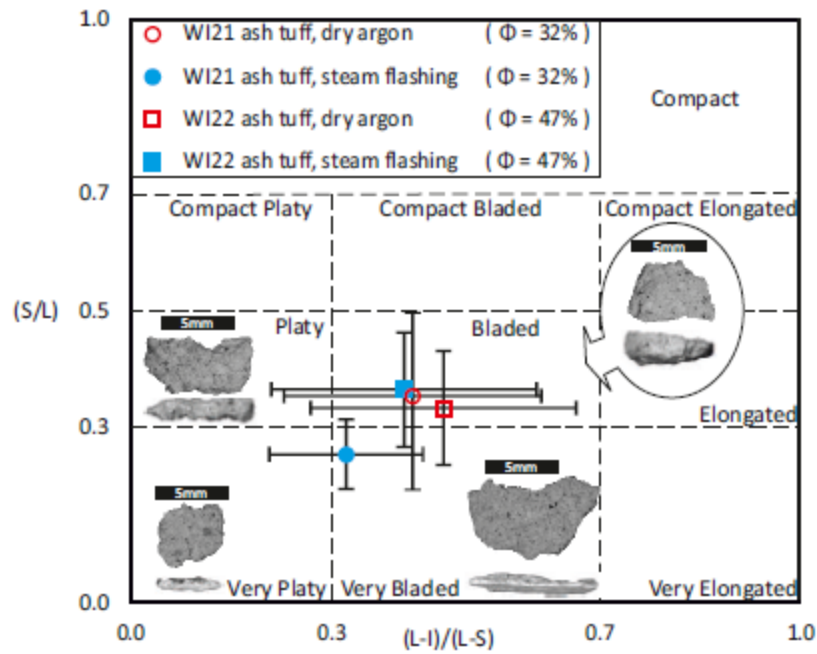 1.0
WI21 ash tuff, dry argon ( Φ = 32% )
WI21 ash tuff, steam flashing ( Φ = 32% )
WI22 ash tuff, dry argon ( Φ = 47% )
WI22 ash tuff, steam flashing ( Φ = 47% )
Compact
0.7
Compact Platy Compact Bladed Compact Elongated
5mm
(S/L) 0.5
5mm Platy Bladed
Elongated
0.3
5mm
5mm
Very Platy Very Bladed Very Elongated
0.0
0.0 0.3 (L-I)/(L-S) 0.7 1.0